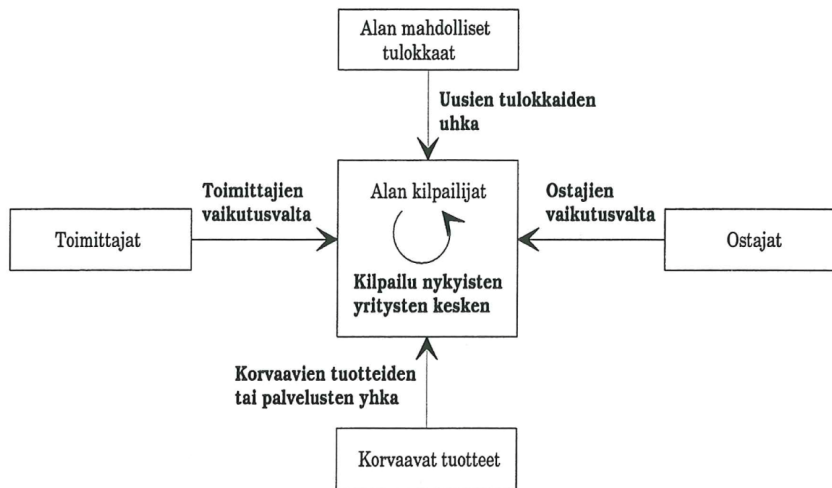 Alan mahdolliset
tulokkaat
Uusien tulokkaiden
uhka
Toimittajien
vaikutusvalta
Alan kilpailijat
Ostajien
vaikutusvalta
Toimittajat
Ostajat
Kilpailu nykyisten
yritysten kesken
Korvaavien tuotteiden
tai palvelusten yhka
Korvaavat tuotteet